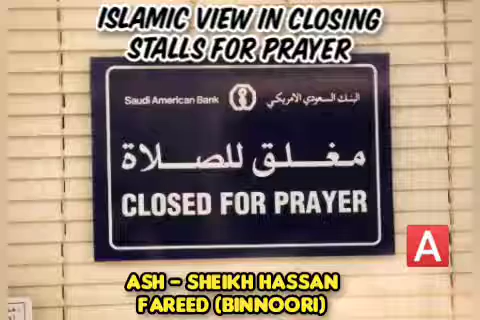 ISLAMIC VIEW IN CLOSING
STALLS FOR PRAYER
Saudi American Bank
البنك السعودي الأمريكي
مغلق للصلاة
CLOSED FOR PRAYER
A
ASH - SHEIKH HASSAN
FAREED (BINNOORI)